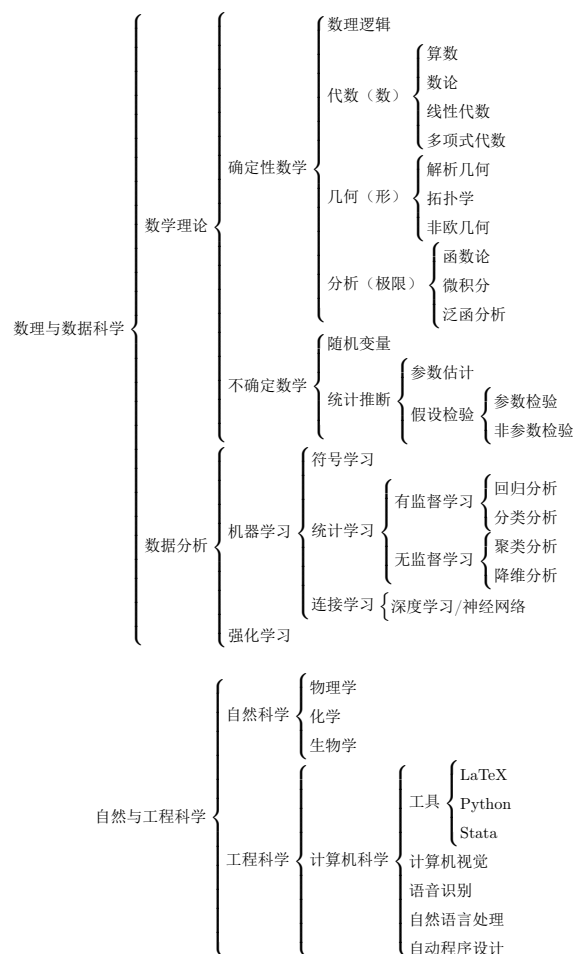 数理与数据科学
数学理论
确定性数学
数理逻辑
代数（数）
算数
数论
线性代数
多项式代数
几何（形）
解析几何
拓扑学
非欧几何
分析（极限）
函数论
微积分
泛函分析
不确定数学
随机变量
统计推断
参数估计
假设检验
参数检验
非参数检验
数据分析
机器学习
符号学习
统计学习
有监督学习
回归分析
分类分析
无监督学习
聚类分析
降维分析
连接学习
深度学习/神经网络
强化学习
自然与工程科学
自然科学
物理学
化学
生物学
工程科学
计算机科学
工具
LaTeX
Python
Stata
计算机视觉
语音识别
自然语言处理
自动程序设计